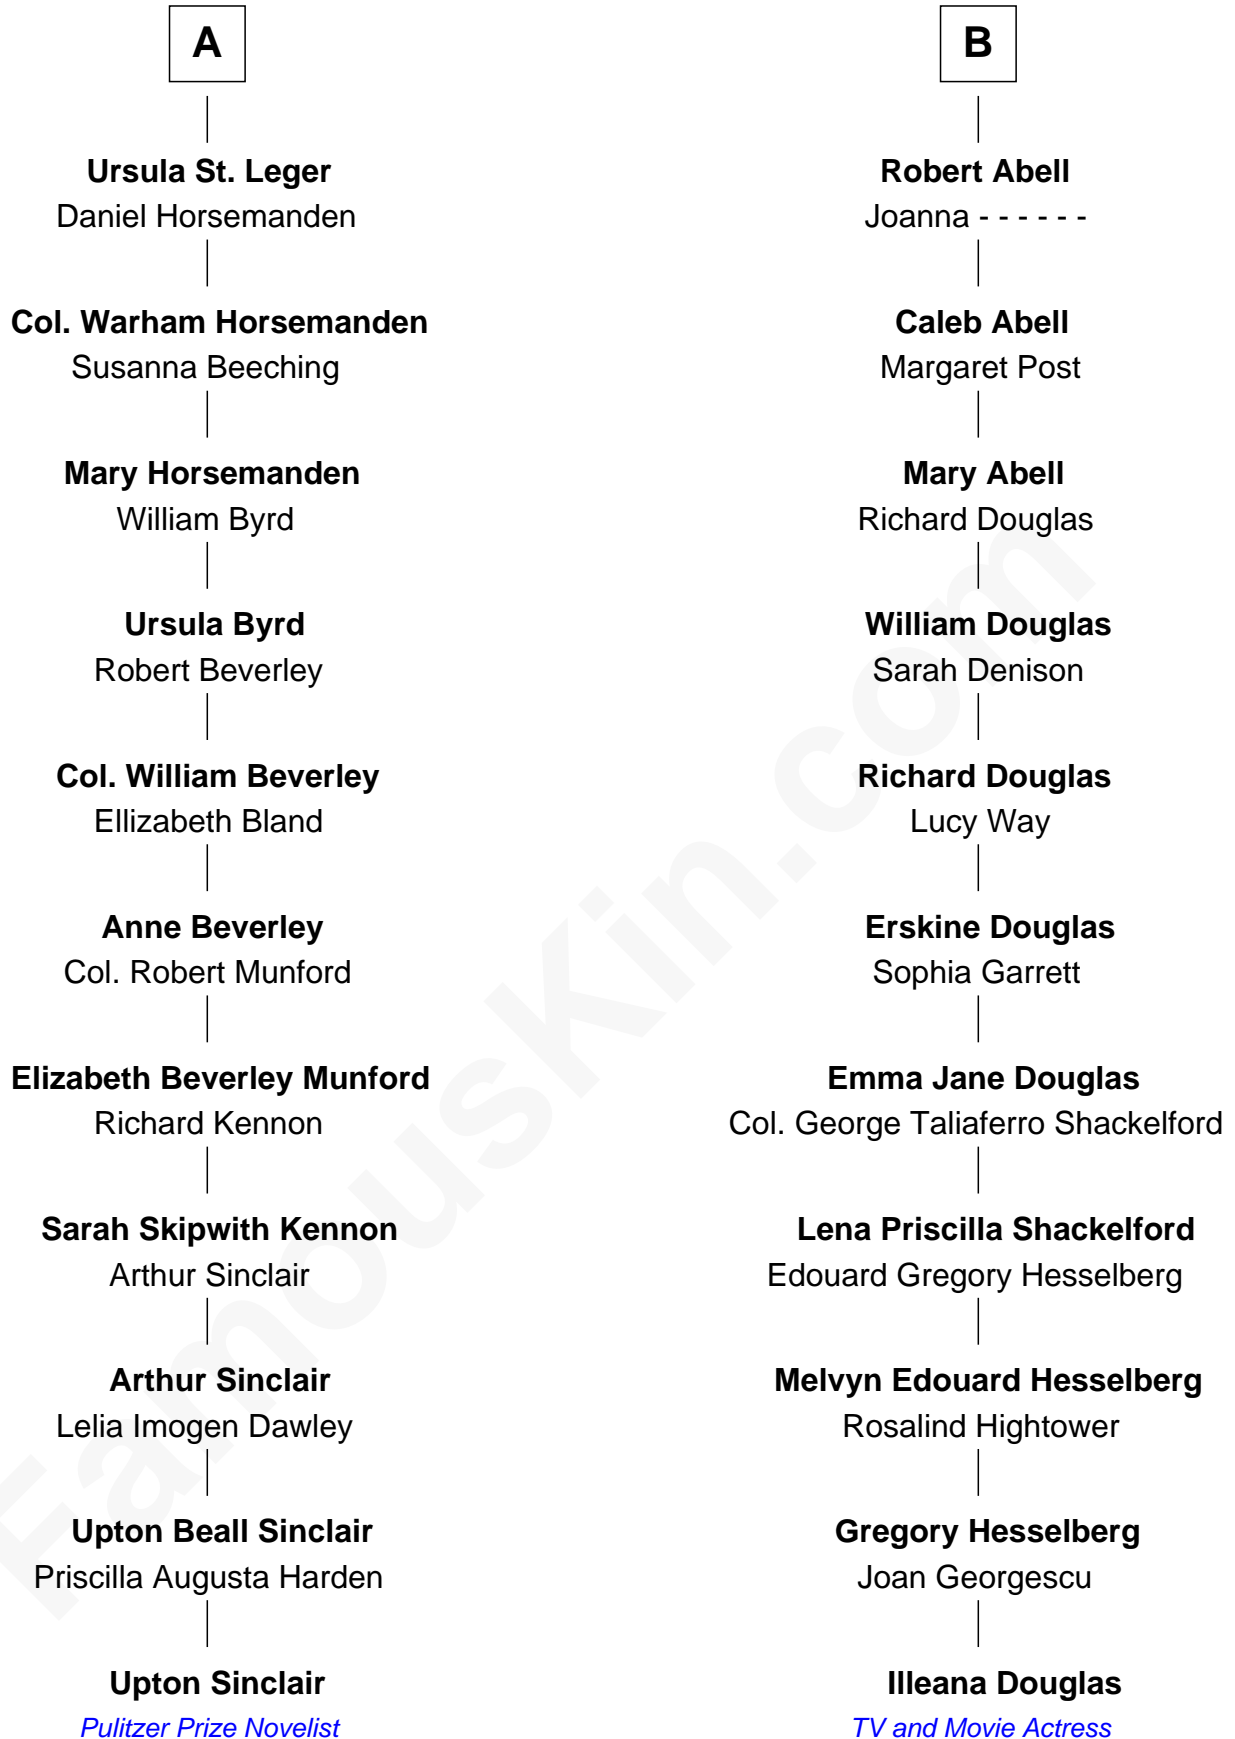 A
Ursula St. Leger
Daniel Horsemanden
Col. Warham Horsemanden
Susanna Beeching
Mary Horsemanden
William Byrd
Ursula Byrd
Robert Beverley
Col. William Beverley
Ellizabeth Bland
Anne Beverley
Col. Robert Munford
Elizabeth Beverley Munford
Richard Kennon
Sarah Skipwith Kennon
Arthur Sinclair
Arthur Sinclair
Lelia Imogen Dawley
Upton Beall Sinclair
Priscilla Augusta Harden
Upton Sinclair
Pulitzer Prize Novelist
B
Robert Abell
Joanna - - - - - -
Caleb Abell
Margaret Post
Mary Abell
Richard Douglas
William Douglas
Sarah Denison
Richard Douglas
Lucy Way
Erskine Douglas
Sophia Garrett
Emma Jane Douglas
Col. George Taliaferro Shackelford
Lena Priscilla Shackelford
Edouard Gregory Hesselberg
Melvyn Edouard Hesselberg
Rosalind Hightower
Gregory Hesselberg
Joan Georgescu
Illeana Douglas
TV and Movie Actress
FamousKin.com